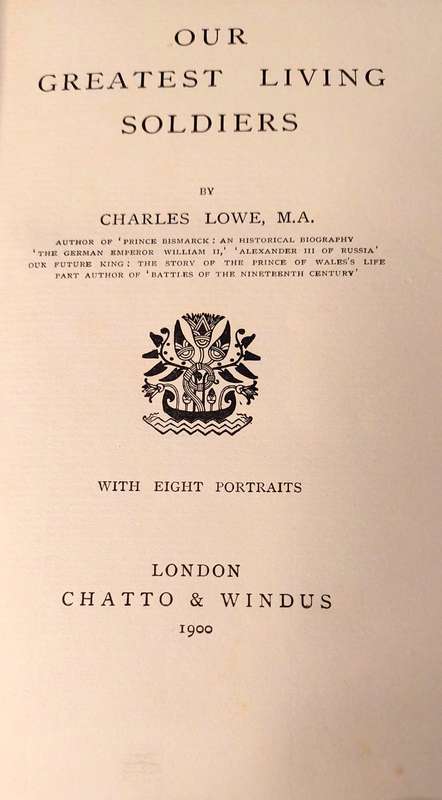 OUR
GREATEST LIVING
SOLDIERS
BY
CHARLES LOWE, M.A.
AUTHOR OF 'PRINCE BISMARCK: AN HISTORICAL BIOGRAPHY
'THE GERMAN EMPEROR WILLIAM II,' 'ALEXANDER III OF RUSSIA'
OUR FUTURE KING: THE STORY OF THE PRINCE OF WALES'S LIFE
PART AUTHOR OF 'BATTLES OF THE NINETEENTH CENTURY'
WITH EIGHT PORTRAITS
LONDON
CHATTO & WINDUS
1900